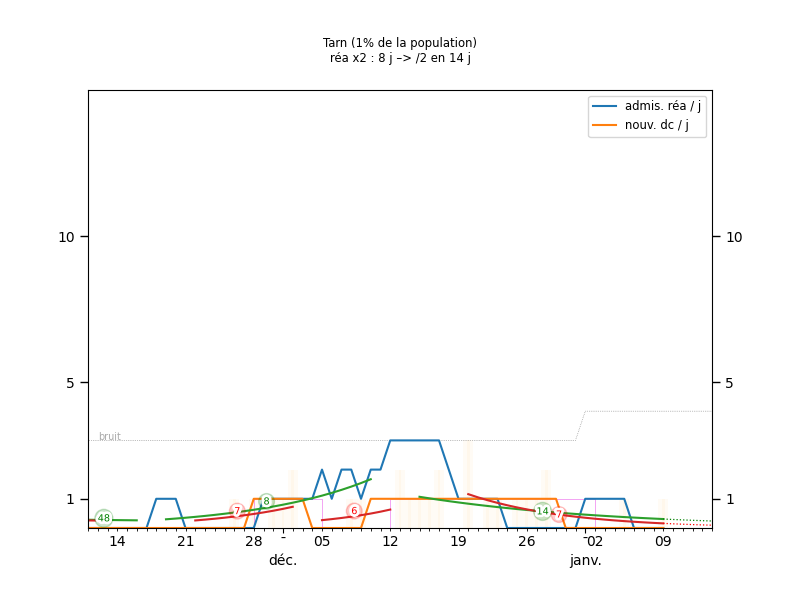 Tarn (1% de la population)
réa x2 : 8 j –> /2 en 14 j
admis. réa / j
nouv. dc / j
10 10
5 5
bruit
1 1
48 7 8 6 -14 -7
14 21 28 - 05 12 19 26 - 02 09
déc. janv.